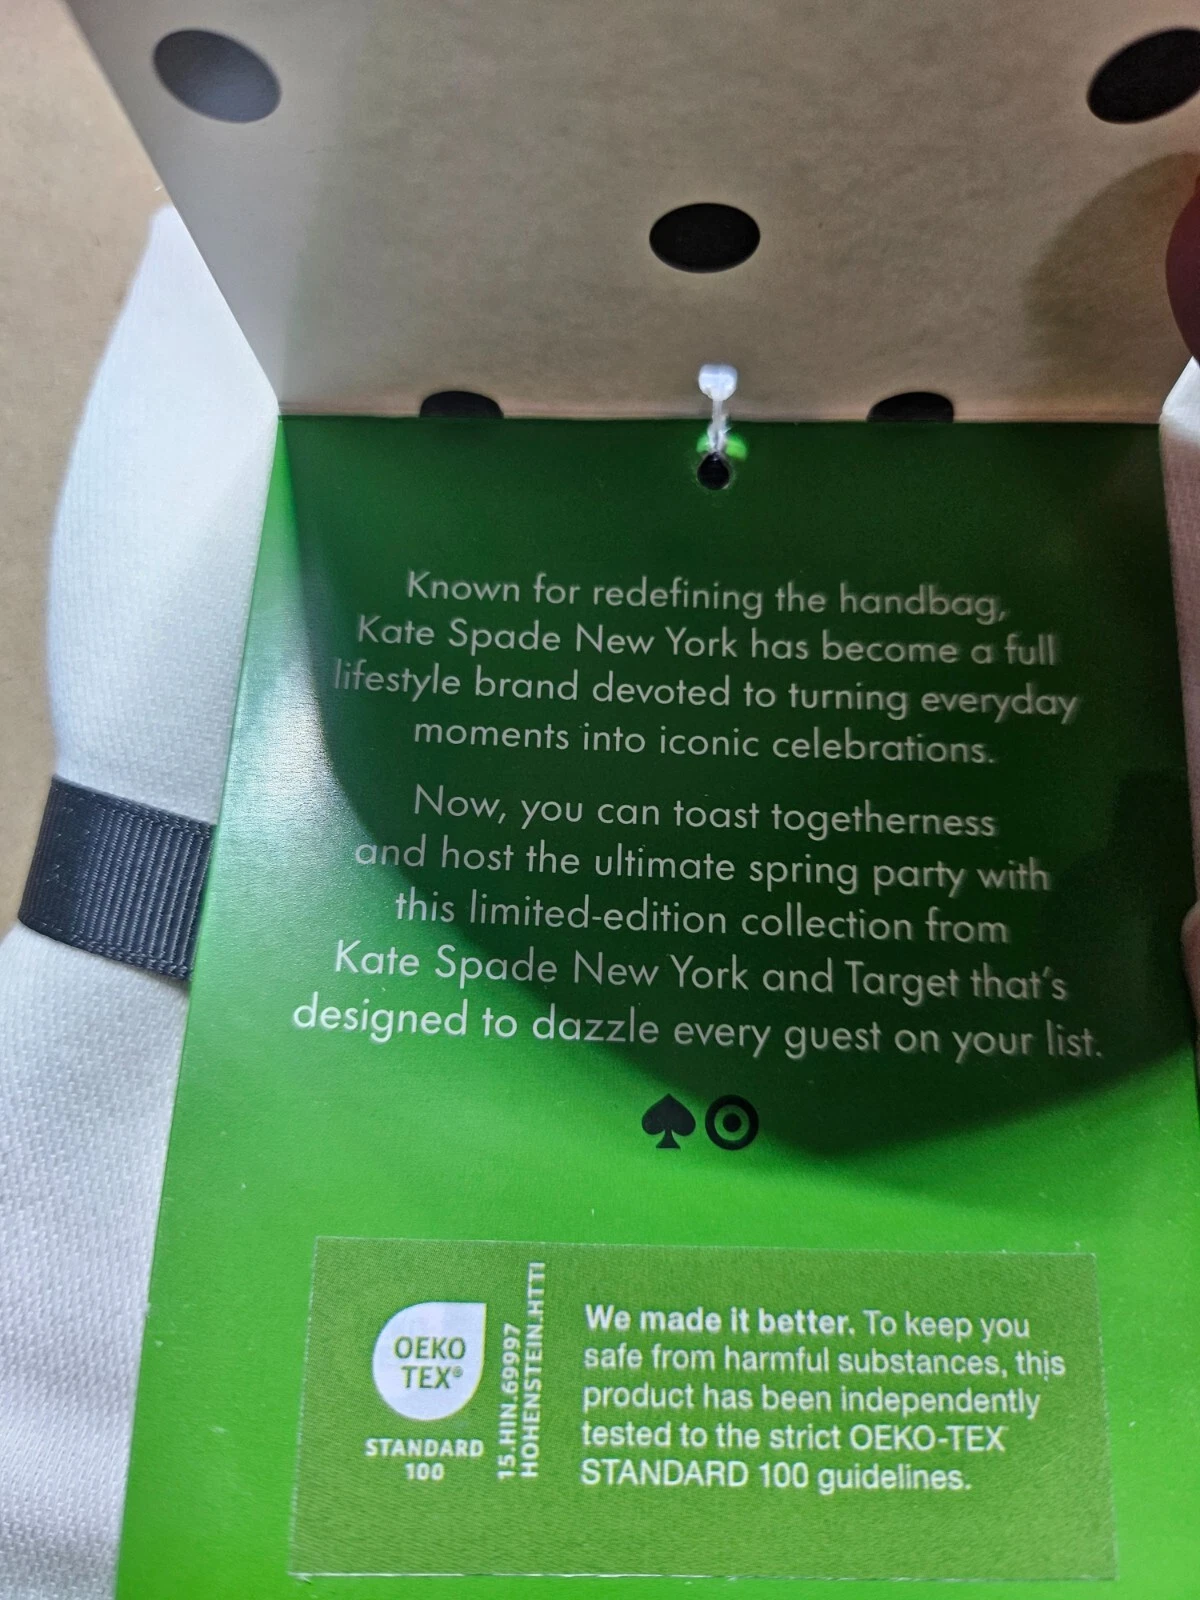 Known for redefining the handbag,
Kate Spade New York has become a full
lifestyle brand devoted to turning everyday
moments into iconic celebrations.
Now, you can toast togetherness
and host the ultimate spring party with
this limited-edition collection from
Kate Spade New York and Target that's
designed to dazzle every guest on your list.
OEKO
TEX®
STANDARD
100
15.HIN.69997
HOHENSTEIN.HTTI
We made it better. To keep you
safe from harmful substances, this
product has been independently
tested to the strict OEKO-TEX®
STANDARD 100 guidelines.